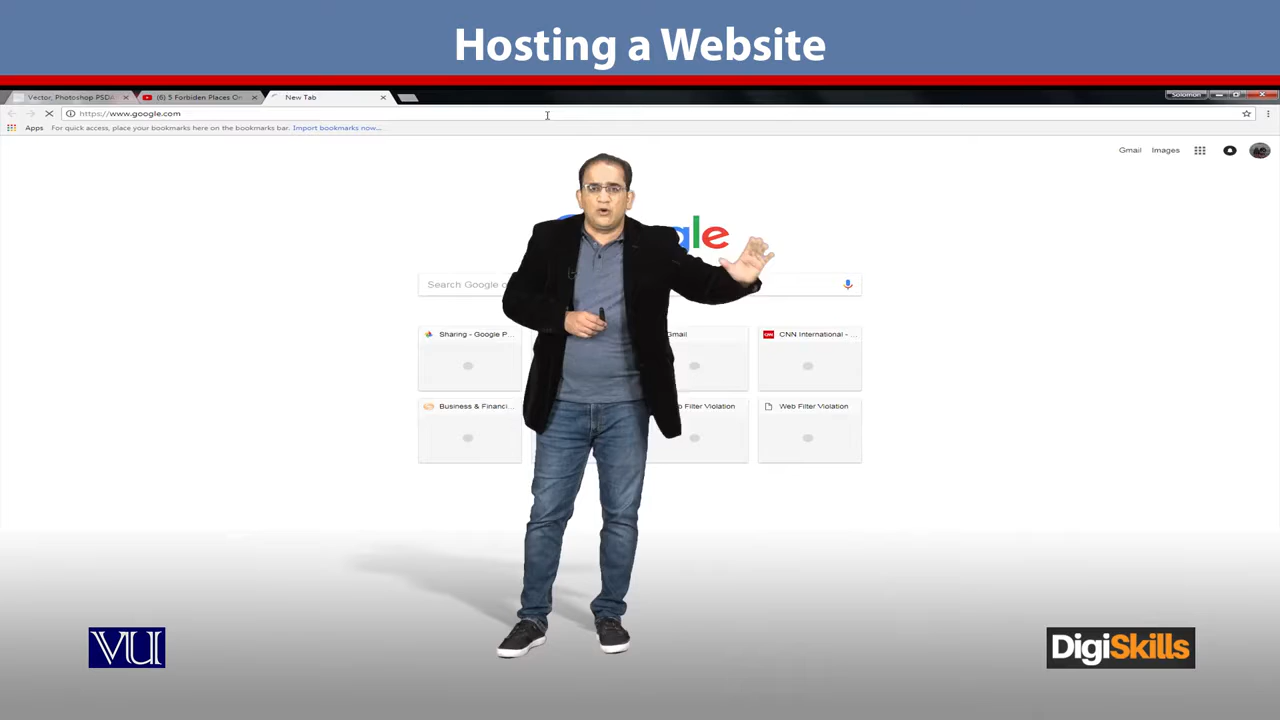 Hosting a Website
Vector, Photoshop PSD
(6) 5 Forbiden Places On
New Tab
Solomon
https://www.google.com
Apps
For quick access, place your bookmarks here on the bookmarks bar. Import bookmarks now...
Gmail
Images
gle
Search Google o
Sharing - Google P...
Gmail
CNN International - ...
Business & Financi...
b Filter Violation
Web Filter Violation
VU
DigiSkills